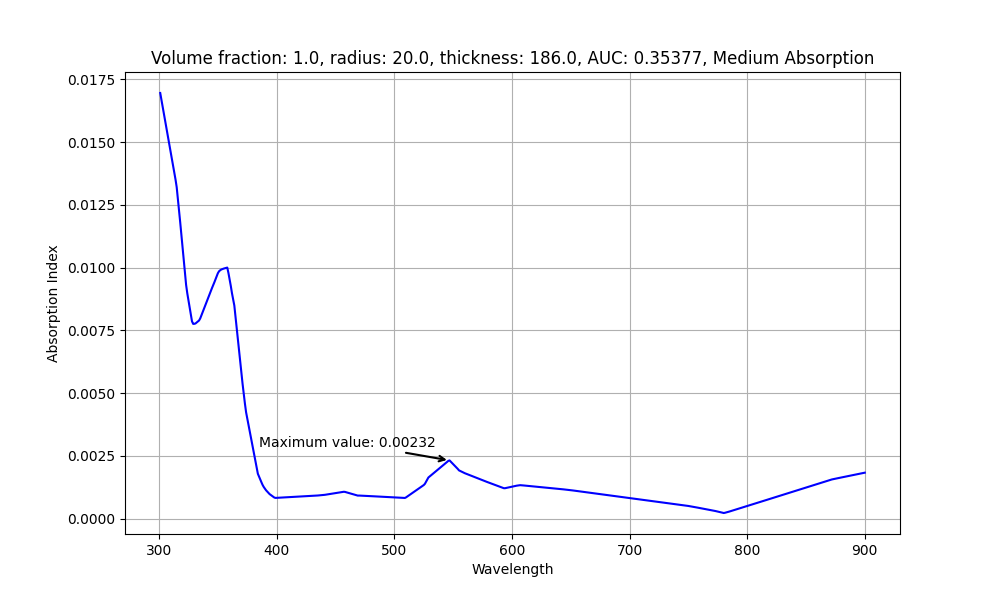 Volume fraction: 1.0, radius: 20.0, thickness: 186.0, AUC: 0.35377, Medium Absorption
0.0175
0.0150
0.0125
0.0100
0.0075
0.0050
0.0025
0.0000
Absorption Index
Maximum value: 0.00232
300 400 500 600 700 800 900
Wavelength